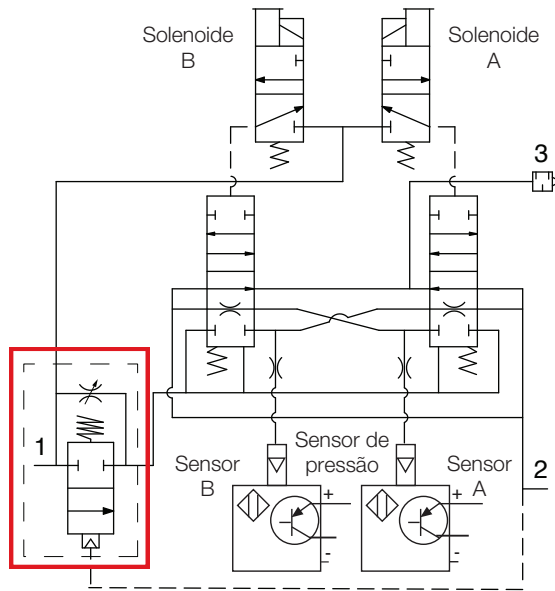 Solenoide
B
Solenoide
A
3
1
Sensor de
pressão
Sensor
B
Sensor
A
2
+
-
+
-